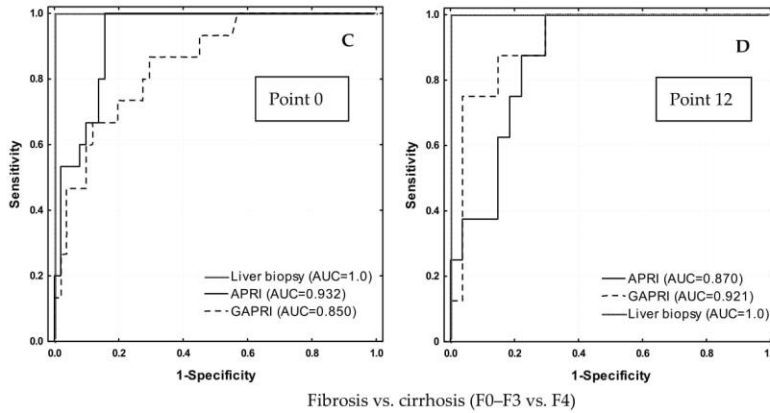 C
Point 0
1.0
0.8
0.6
0.4
0.2
0.0
Sensitivity
Liver biopsy (AUC=1.0)
APRI (AUC=0.932)
GAPRI (AUC=0.850)
0.0 0.2 0.4 0.6 0.8 1.0
1-Specificity
D
Point 12
1.0
0.8
0.6
0.4
0.2
0.0
Sensitivity
APRI (AUC=0.870)
GAPRI (AUC=0.921)
Liver biopsy (AUC=1.0)
0.0 0.2 0.4 0.6 0.8 1.0
1-Specificity
Fibrosis vs. cirrhosis (F0–F3 vs. F4)